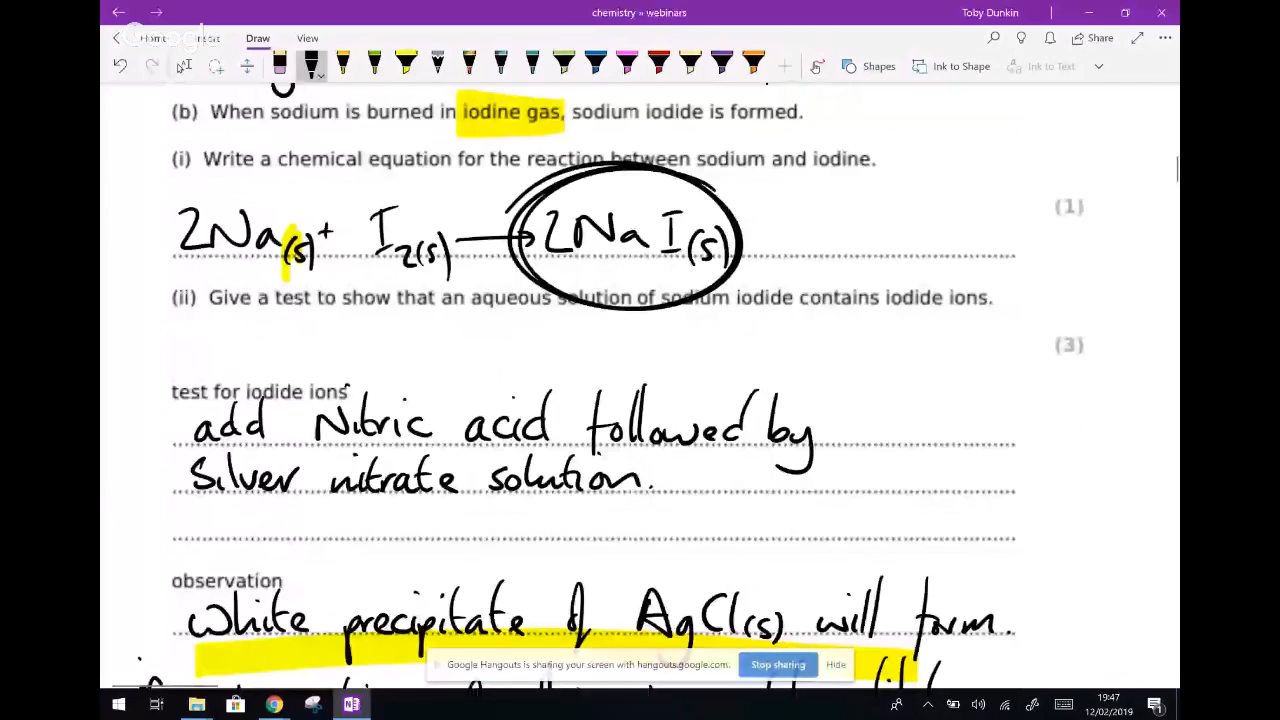 chemistry » webinars
Toby Dunkin
Google
Home Insert Draw View
Share
Shapes Ink to Shape Ink to Text
(b) When sodium is burned in iodine gas, sodium iodide is formed.
(i) Write a chemical equation for the reaction between sodium and iodine.
(1)
2Na(s) + I2(s) → 2NaI(s)
(ii) Give a test to show that an aqueous solution of sodium iodide contains iodide ions.
(3)
test for iodide ions
add Nitric acid followed by
Silver nitrate solution.
observation
White precipitate of AgCl(s) will form.
Google Hangouts is sharing your screen with hangouts.google.com. Stop sharing Hide
19:47
12/02/2019